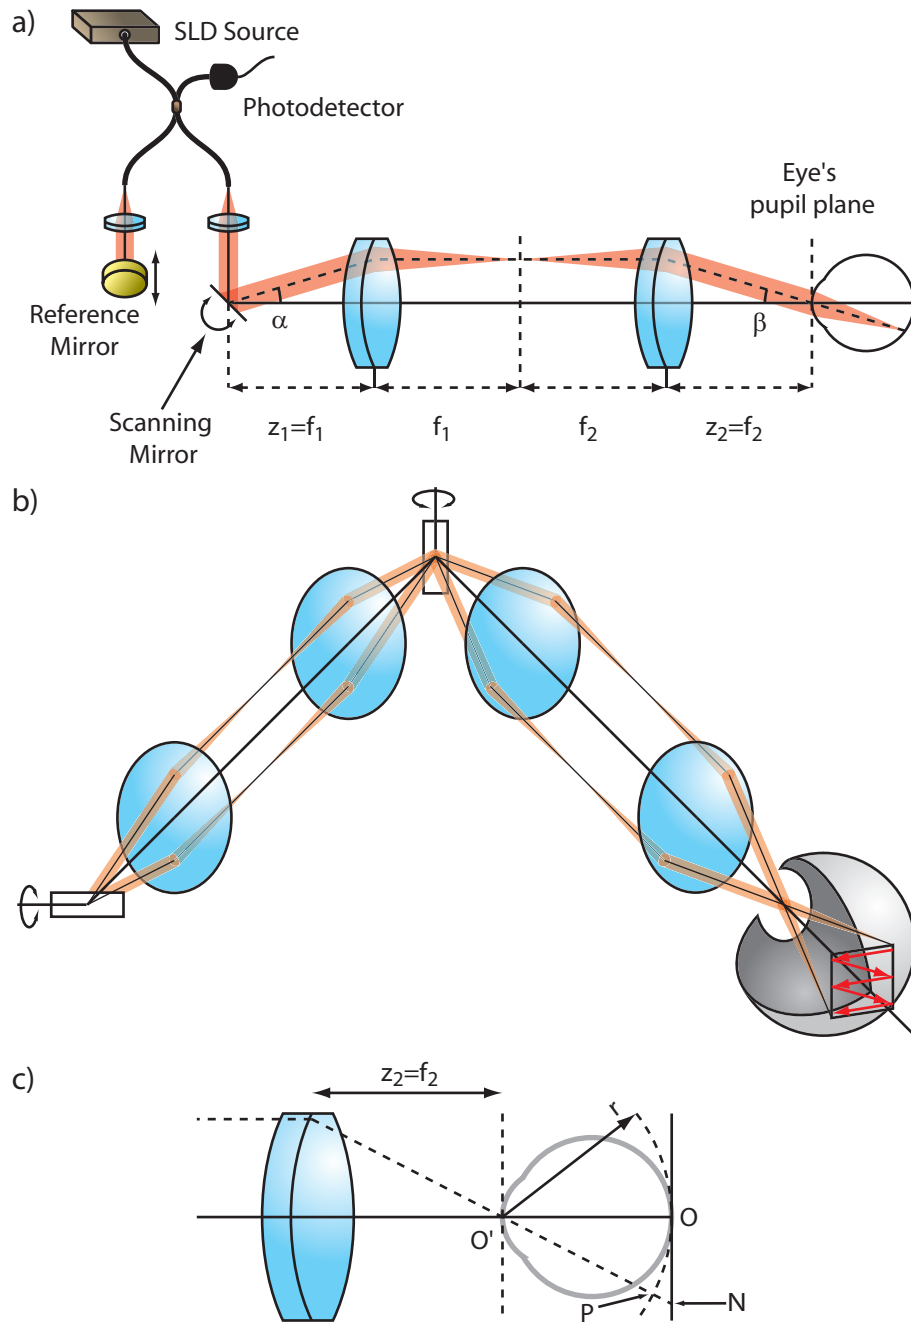 a)
SLD Source
Photodetector
Eye's
pupil plane
Reference
Mirror
α
β
Scanning
Mirror
z₁=f₁
f₁
f₂
z₂=f₂
b)
c)
z₂=f₂
r
O'
O
P
N